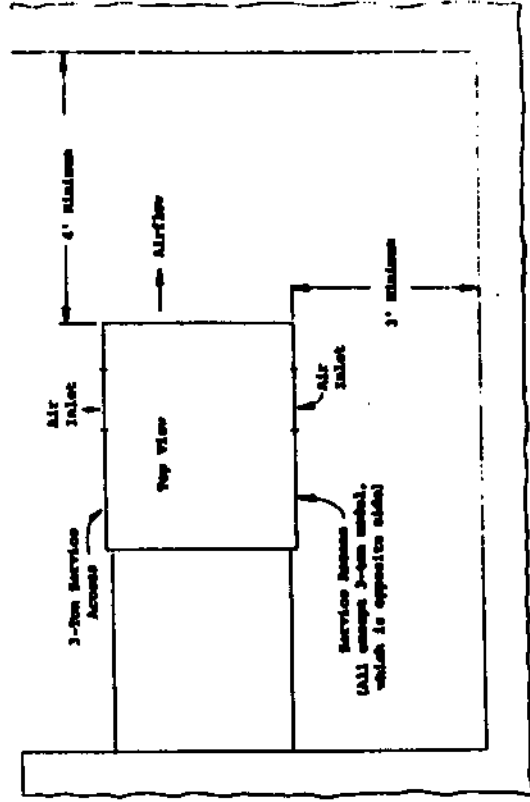 4' Minimum
Airflow
Air
Inlet
3' Minimum
Air
Inlet
Top View
3-Ton Service
Access
Service Access
(All except 3-ton model,
which is opposite side)